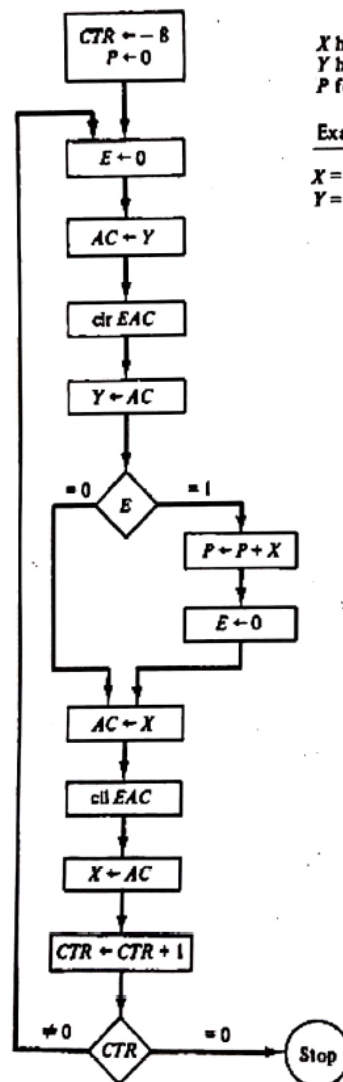 CTR ← – 8
P ← 0
X h
Y h
P f
Exa
X =
Y =
E ← 0
AC ← Y
cir EAC
Y ← AC
= 0
E
= 1
P ← P + X
E ← 0
AC ← X
cil EAC
X ← AC
CTR ← CTR + 1
≠ 0
CTR
= 0
Stop